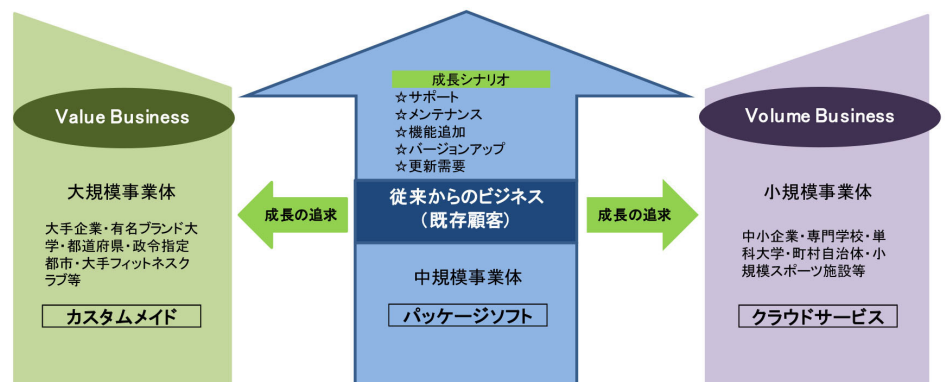 Value Business
大規模事業体
大手企業・有名ブランド大
学・都道府県・政令指定
都市・大手フィットネスク
ラブ等
カスタムメイド
成長の追求
成長シナリオ
☆サポート
☆メンテナンス
☆機能追加
☆バージョンアップ
☆更新需要
従来からのビジネス
(既存顧客)
中規模事業体
パッケージソフト
成長の追求
Volume Business
小規模事業体
中小企業・専門学校・単
科大学・町村自治体・小
規模スポーツ施設等
クラウドサービス